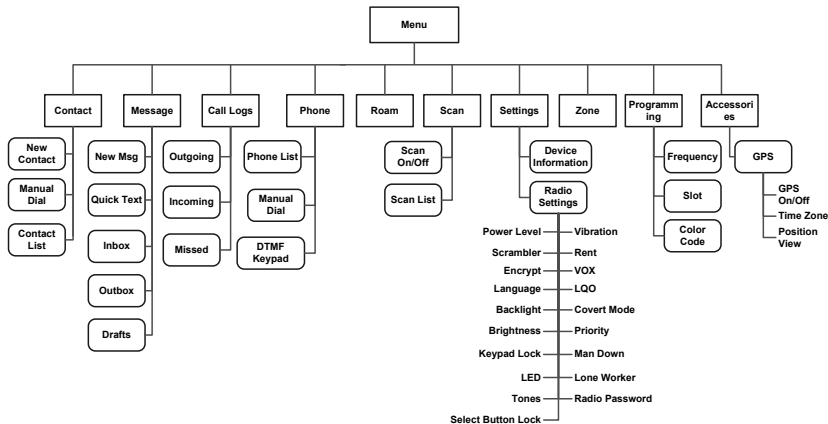 Menu
Contact
Message
Call Logs
Phone
Roam
Scan
Settings
Zone
Programm
ing
Accessori
es
New
Contact
Manual
Dial
Contact
List
New Msg
Quick Text
Inbox
Outbox
Drafts
Outgoing
Incoming
Missed
Phone List
Manual
Dial
DTMF
Keypad
Scan
On/Off
Scan List
Device
Information
Radio
Settings
Power Level
Scrambler
Encrypt
Language
Backlight
Brightness
Keypad Lock
LED
Tones
Select Button Lock
Vibration
Rent
VOX
LQO
Covert Mode
Priority
Man Down
Lone Worker
Radio Password
Frequency
Slot
Color
Code
GPS
GPS
On/Off
Time Zone
Position
View